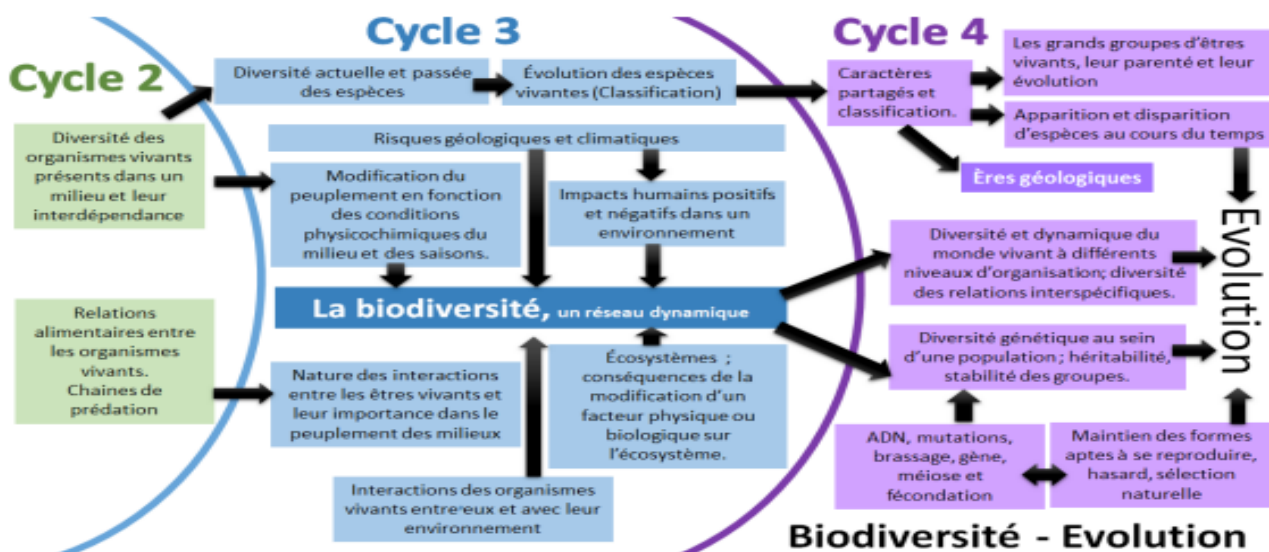 Cycle 2
Diversité des
organismes vivants
présents dans un
milieu et leur
interdépendance
Relations
alimentaires entre
les organismes
vivants.
Chaines de
prédation
Cycle 3
Diversité actuelle et passée
des espèces
Évolution des espèces
vivantes (Classification)
Risques géologiques et climatiques
Modification du
peuplement en fonction
des conditions
physicochimiques du
milieu et des saisons.
Impacts humains positifs
et négatifs dans un
environnement
La biodiversité, un réseau dynamique
Nature des interactions
entre les êtres vivants et
leur importance dans le
peuplement des milieux
Écosystèmes ;
conséquences de la
modification d'un
facteur physique ou
biologique sur
l'écosystème.
Interactions des organismes
vivants entre eux et avec leur
environnement
Cycle 4
Caractères
partagés et
classification.
Les grands groupes d'êtres
vivants, leur parenté et leur
évolution
Apparition et disparition
d'espèces au cours du temps
Ères géologiques
Diversité et dynamique du
monde vivant à différents
niveaux d'organisation; diversité
des relations interspécifiques.
Diversité génétique au sein
d'une population ; héritabilité,
stabilité des groupes.
ADN, mutations,
brassage, gène,
méiose et
fécondation
Maintien des formes
aptes à se reproduire,
hasard, sélection
naturelle
Evolution
Biodiversité - Evolution